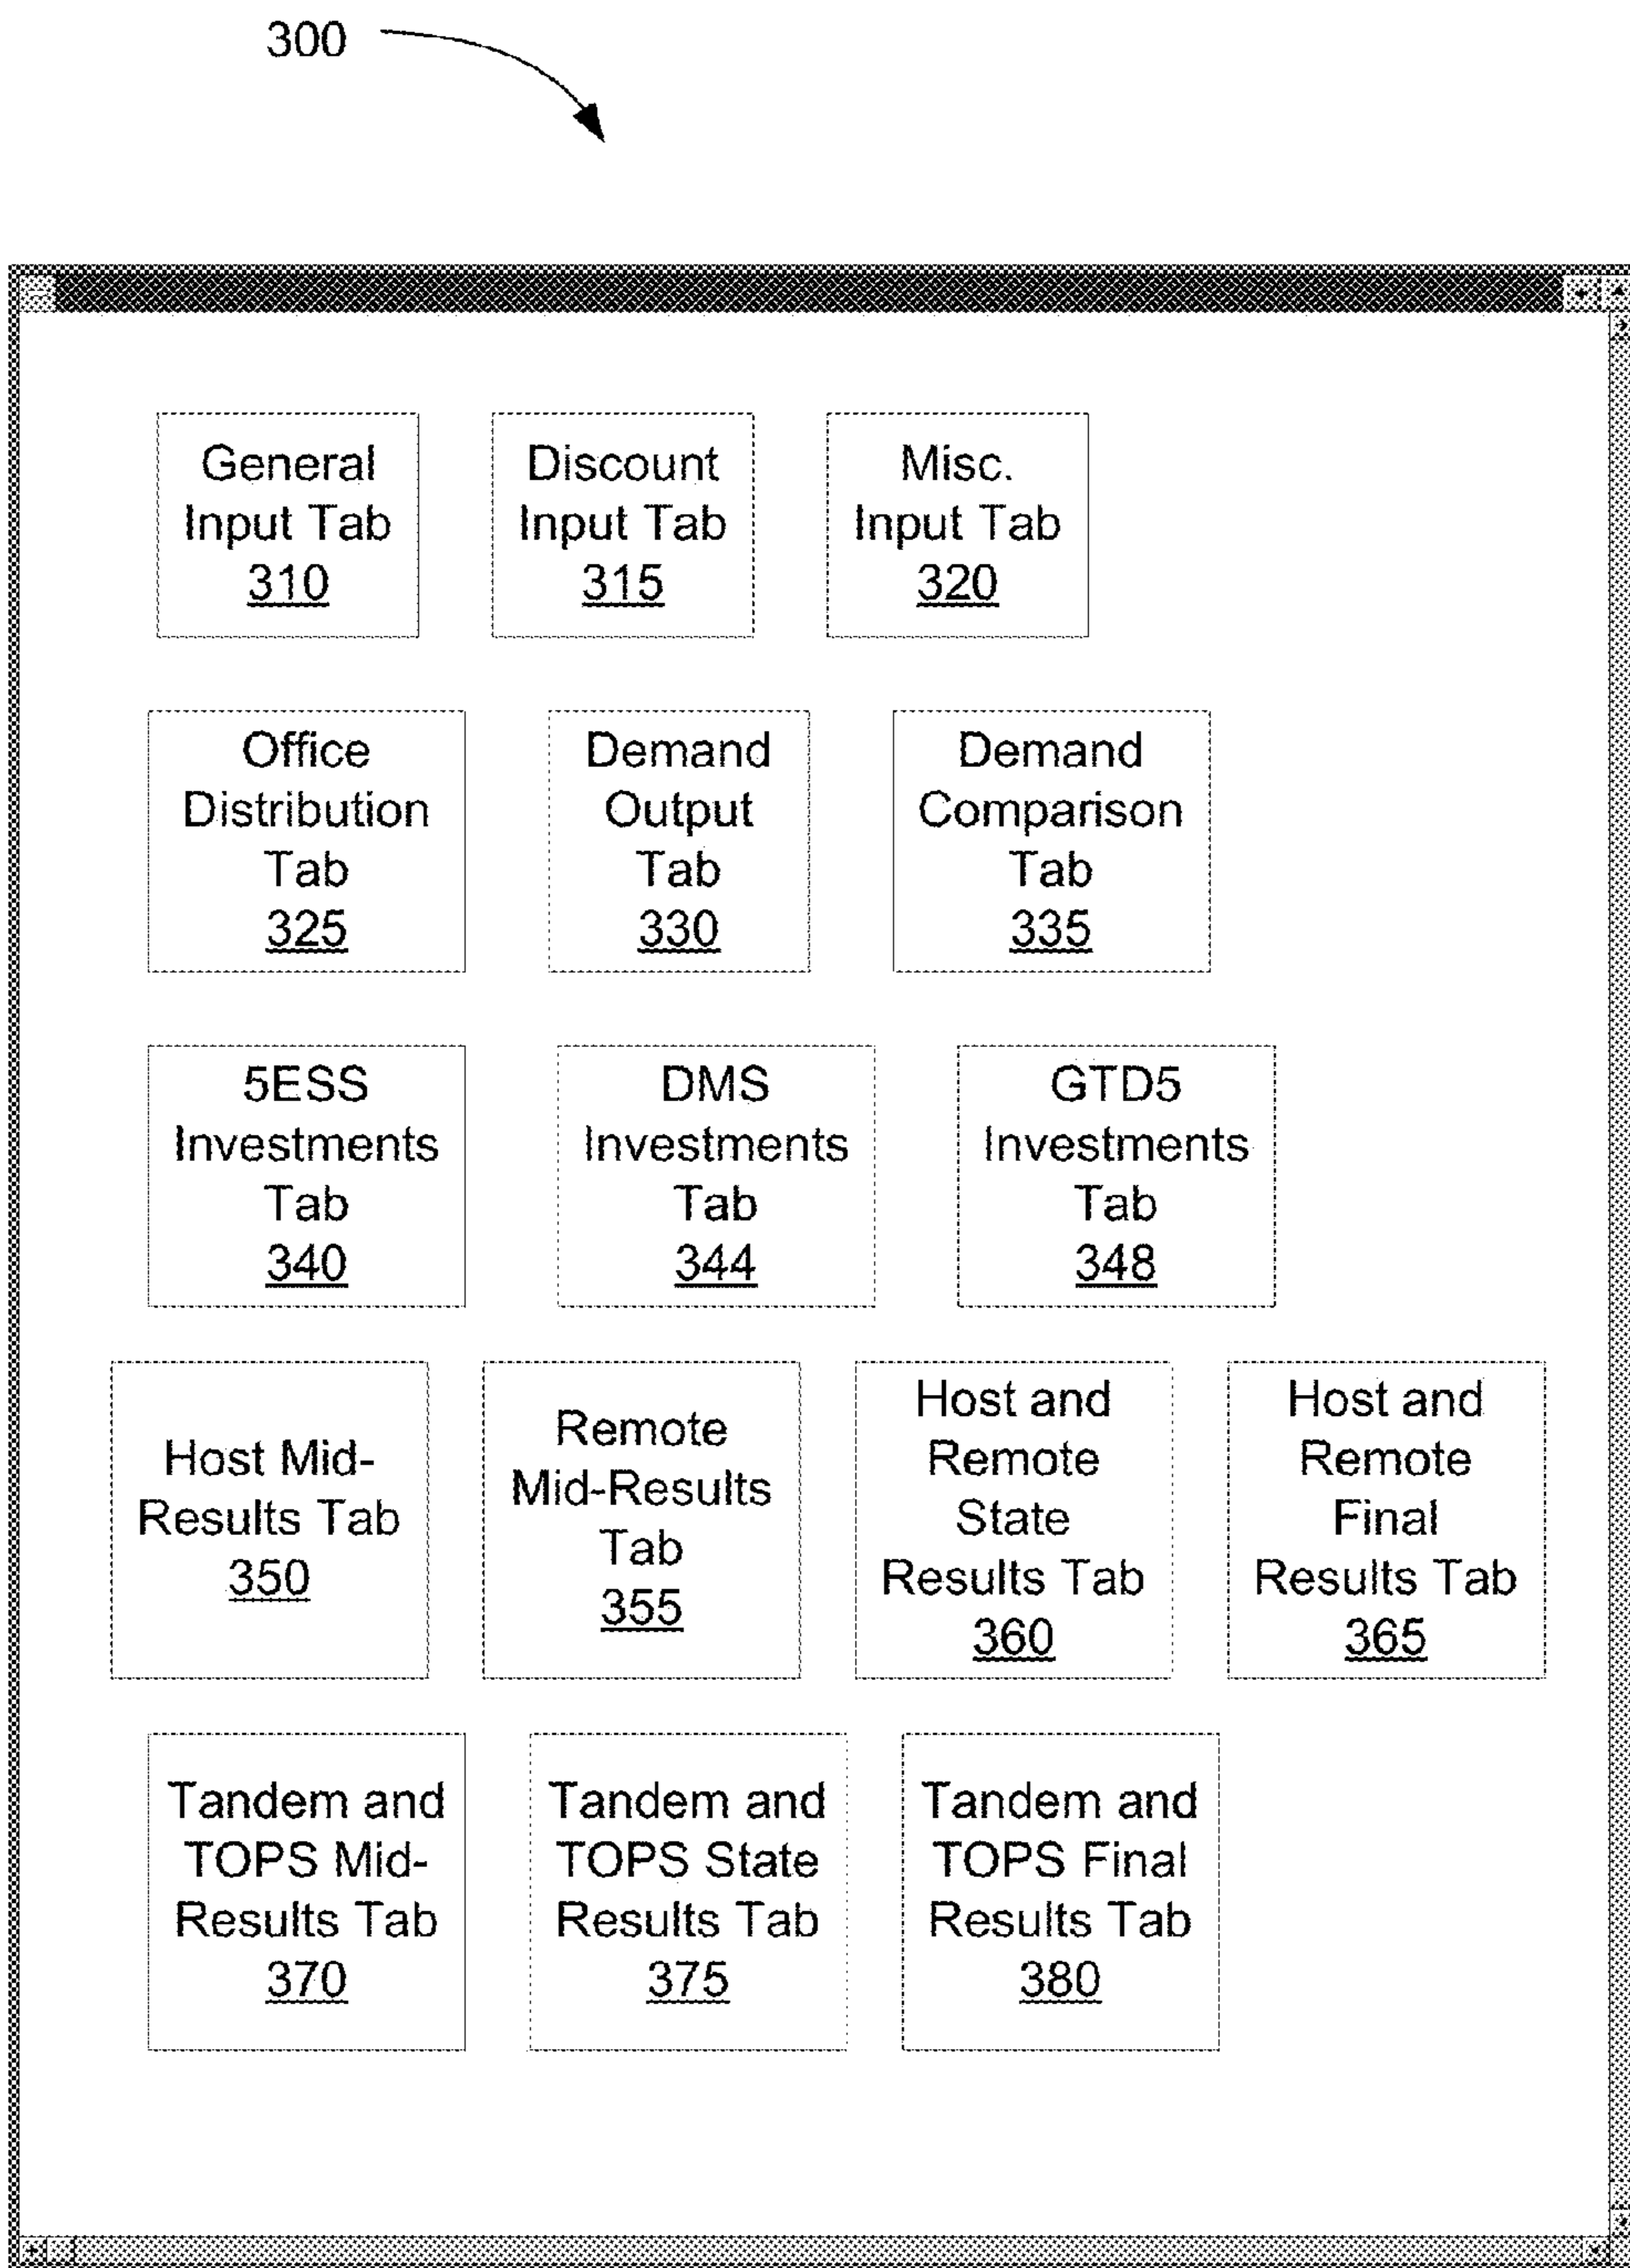 300
General
Input Tab
310
Discount
Input Tab
315
Misc.
Input Tab
320
Office
Distribution
Tab
325
Demand
Output
Tab
330
Demand
Comparison
Tab
335
5ESS
Investments
Tab
340
DMS
Investments
Tab
344
GTD5
Investments
Tab
348
Host Mid-
Results Tab
350
Remote
Mid-Results
Tab
355
Host and
Remote
State
Results Tab
360
Host and
Remote
Final
Results Tab
365
Tandem and
TOPS Mid-
Results Tab
370
Tandem and
TOPS State
Results Tab
375
Tandem and
TOPS Final
Results Tab
380